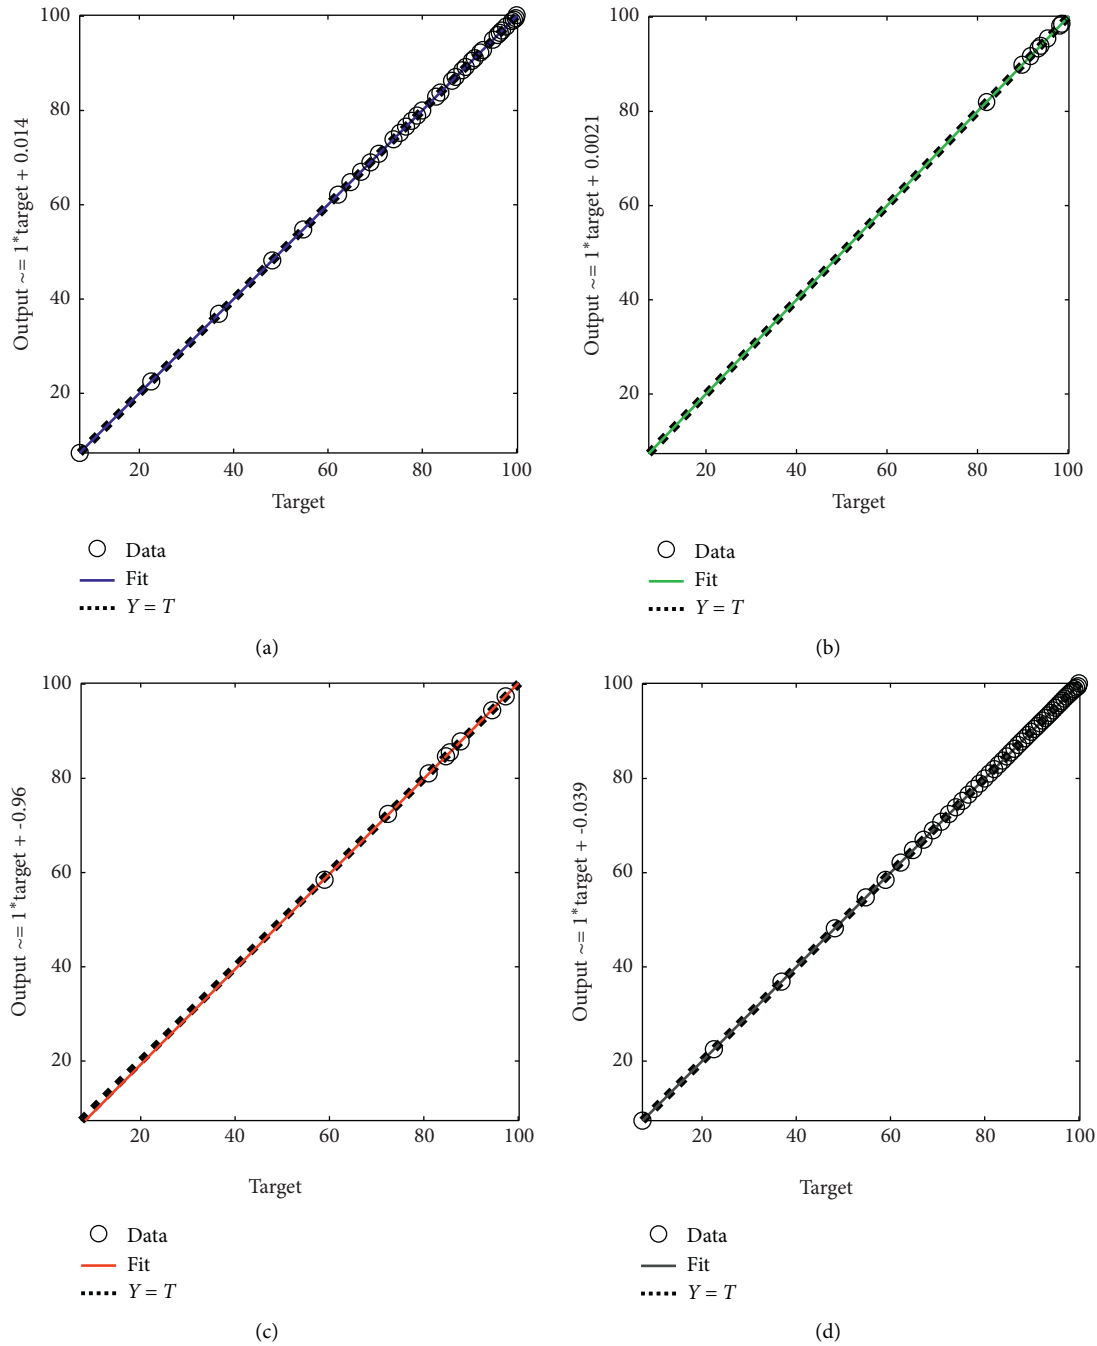 Output ~= 1*target + 0.014
100
80
60
40
20
20 40 60 80 100
Target
Data
Fit
Y = T
(a)
Output ~= 1*target + 0.0021
100
80
60
40
20
20 40 60 80 100
Target
Data
Fit
Y = T
(b)
Output ~= 1*target + -0.96
100
80
60
40
20
20 40 60 80 100
Target
Data
Fit
Y = T
(c)
Output ~= 1*target + -0.039
100
80
60
40
20
20 40 60 80 100
Target
Data
Fit
Y = T
(d)